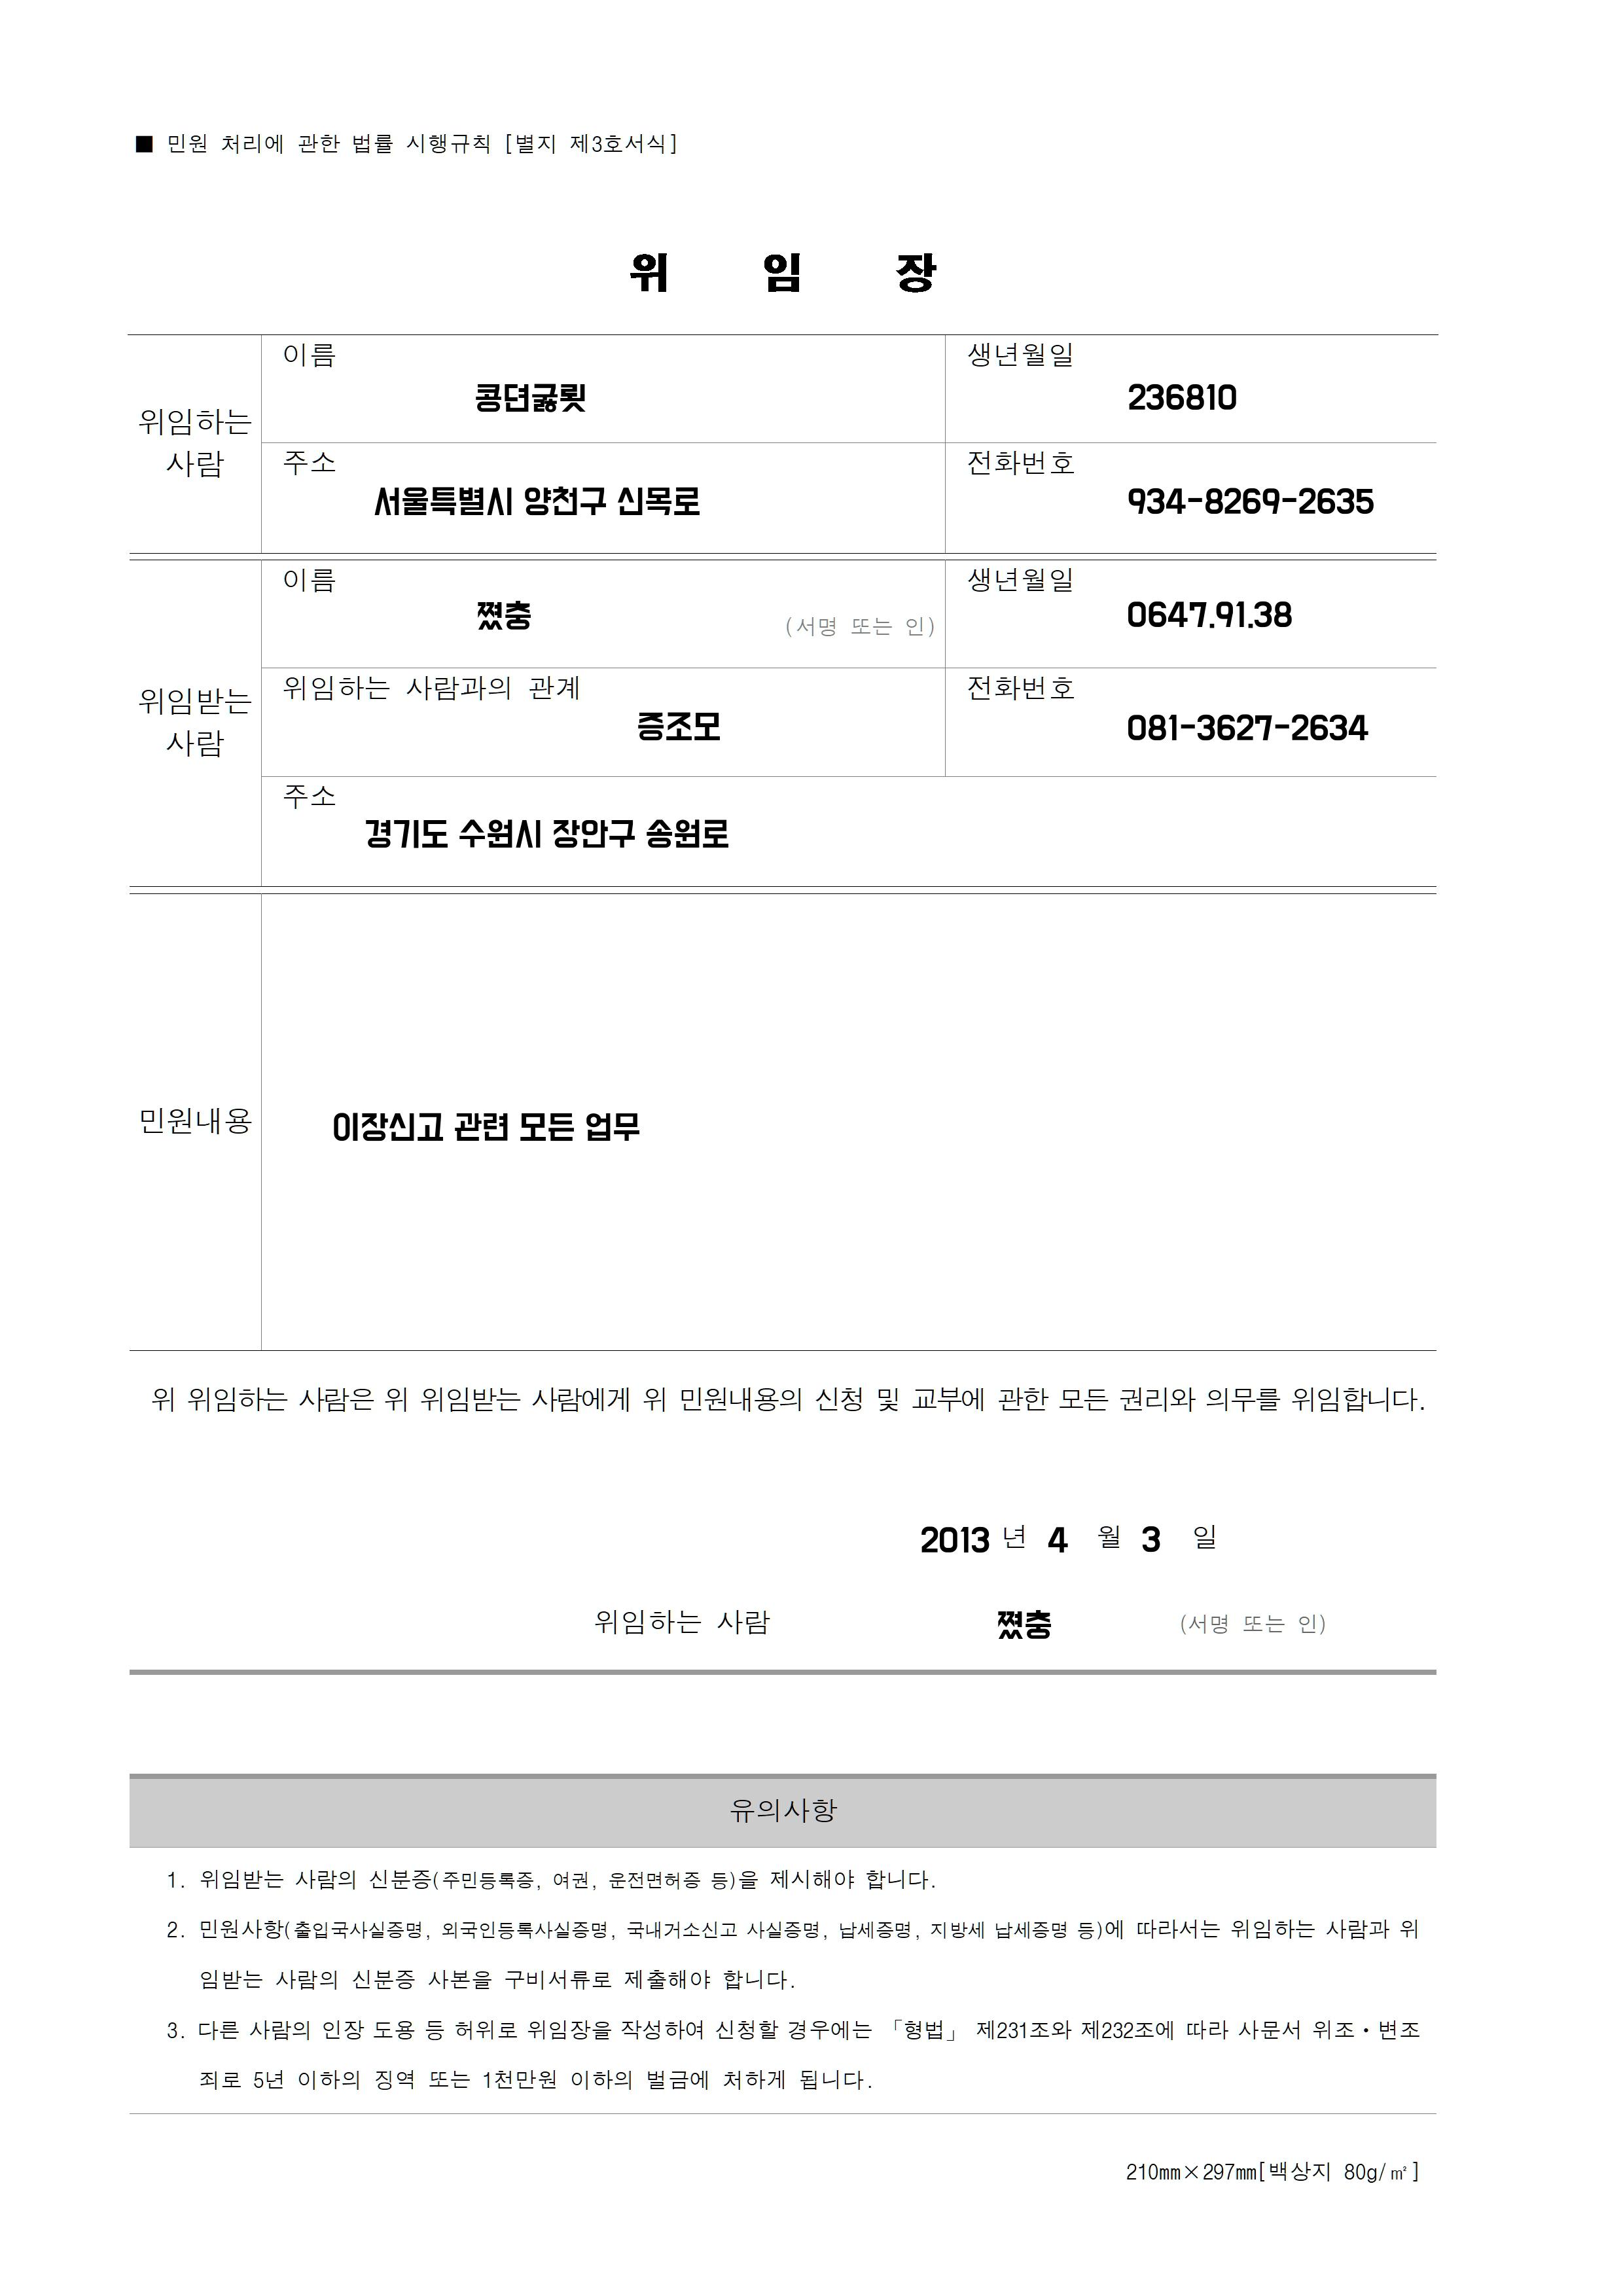 ■ 민원 처리에 관한 법률 시행규칙 [별지 제3호서식]
위 임 장
위임하는 사람
이름
콩뎐귫륏
생년월일
236810
주소
서울특별시 양천구 신목로
전화번호
934-8269-2635
위임받는 사람
이름
쪘충
(서명 또는 인)
생년월일
0647.91.38
위임하는 사람과의 관계
증조모
전화번호
081-3627-2634
주소
경기도 수원시 장안구 송원로
민원내용
이장신고 관련 모든 업무
위 위임하는 사람은 위 위임받는 사람에게 위 민원내용의 신청 및 교부에 관한 모든 권리와 의무를 위임합니다.
2013 년 4 월 3 일
위임하는 사람 쪘충 (서명 또는 인)
유의사항
1. 위임받는 사람의 신분증(주민등록증, 여권, 운전면허증 등)을 제시해야 합니다.
2. 민원사항(출입국사실증명, 외국인등록사실증명, 국내거소신고 사실증명, 납세증명, 지방세 납세증명 등)에 따라서는 위임하는 사람과 위
임받는 사람의 신분증 사본을 구비서류로 제출해야 합니다.
3. 다른 사람의 인장 도용 등 허위로 위임장을 작성하여 신청할 경우에는 「형법」 제231조와 제232조에 따라 사문서 위조·변조
죄로 5년 이하의 징역 또는 1천만원 이하의 벌금에 처하게 됩니다.
210㎜×297㎜[백상지 80g/㎡]